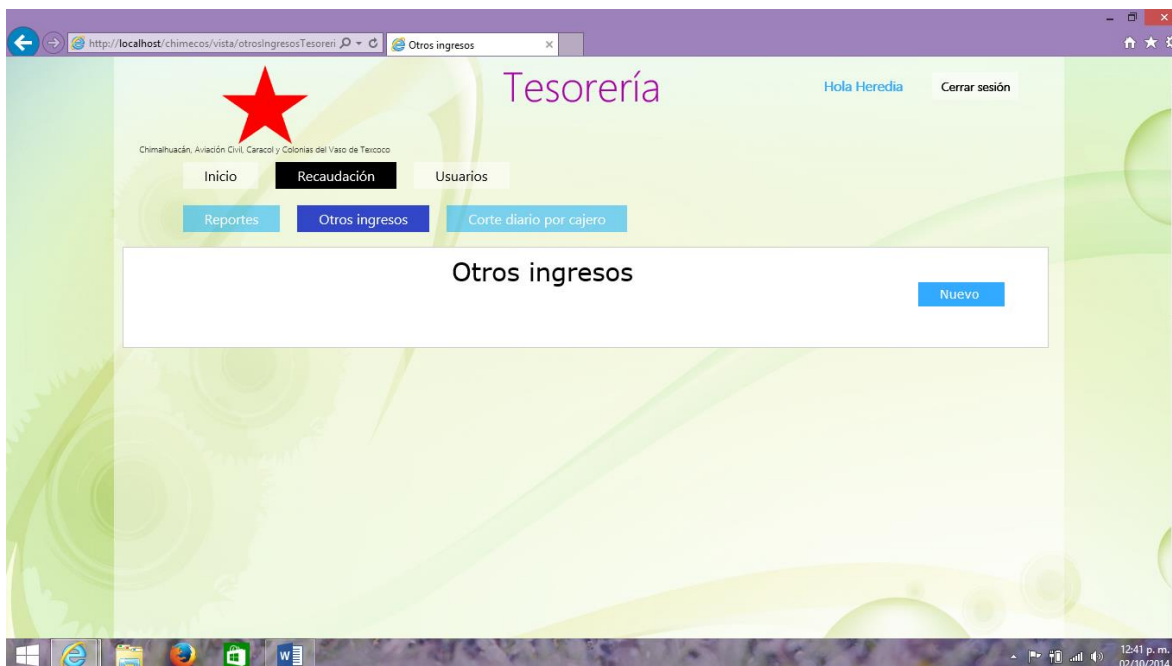 http://localhost/chimecos/vista/otrosIngresosTesoreri
Otros ingresos
Tesorería
Hola Heredia
Cerrar sesión
Chimalhuacán, Aviación Civil, Caracol y Colonias del Vaso de Texcoco
Inicio Recaudación Usuarios
Reportes Otros ingresos Corte diario por cajero
Otros ingresos
Nuevo
12:41 p. m.